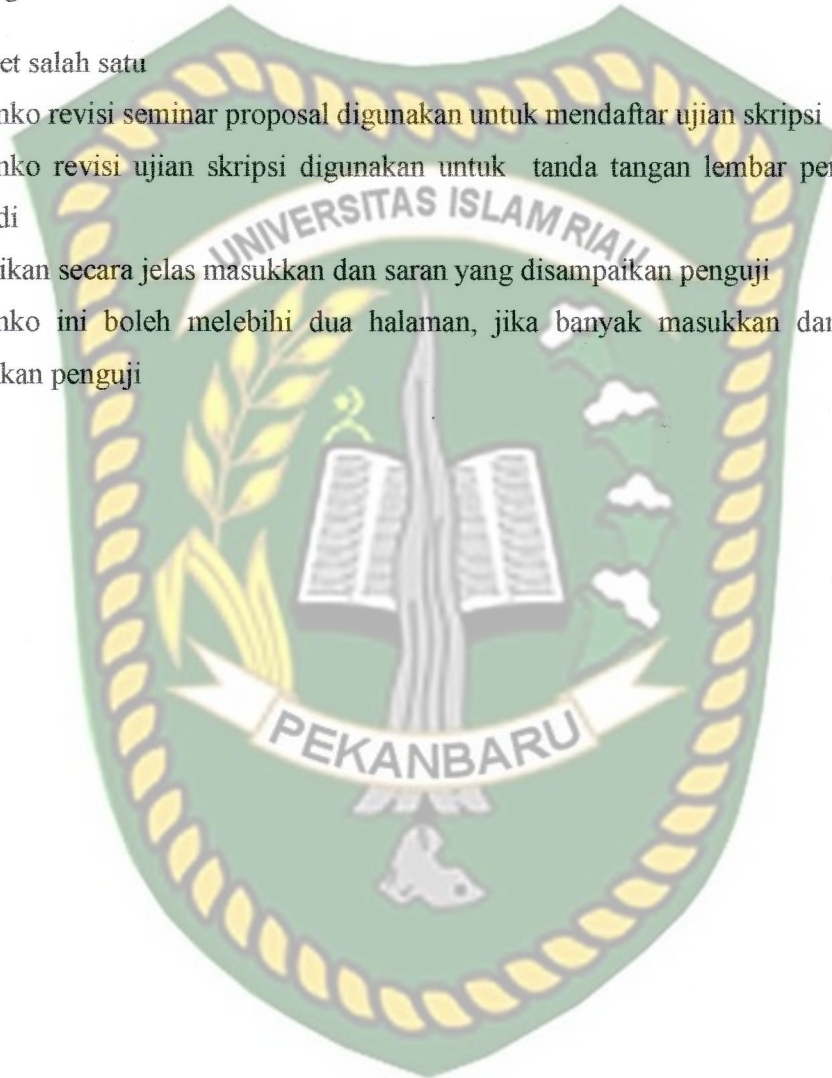 et salah satu
nko revisi seminar proposal digunakan untuk mendaftar ujian skripsi
nko revisi ujian skripsi digunakan untuk tanda tangan lembar per
di
ikan secara jelas masukkan dan saran yang disampaikan penguji
nko ini boleh melebihi dua halaman, jika banyak masukkan dan
kan penguji
UNIVERSITAS ISLAM RIAU
PEKANBARU